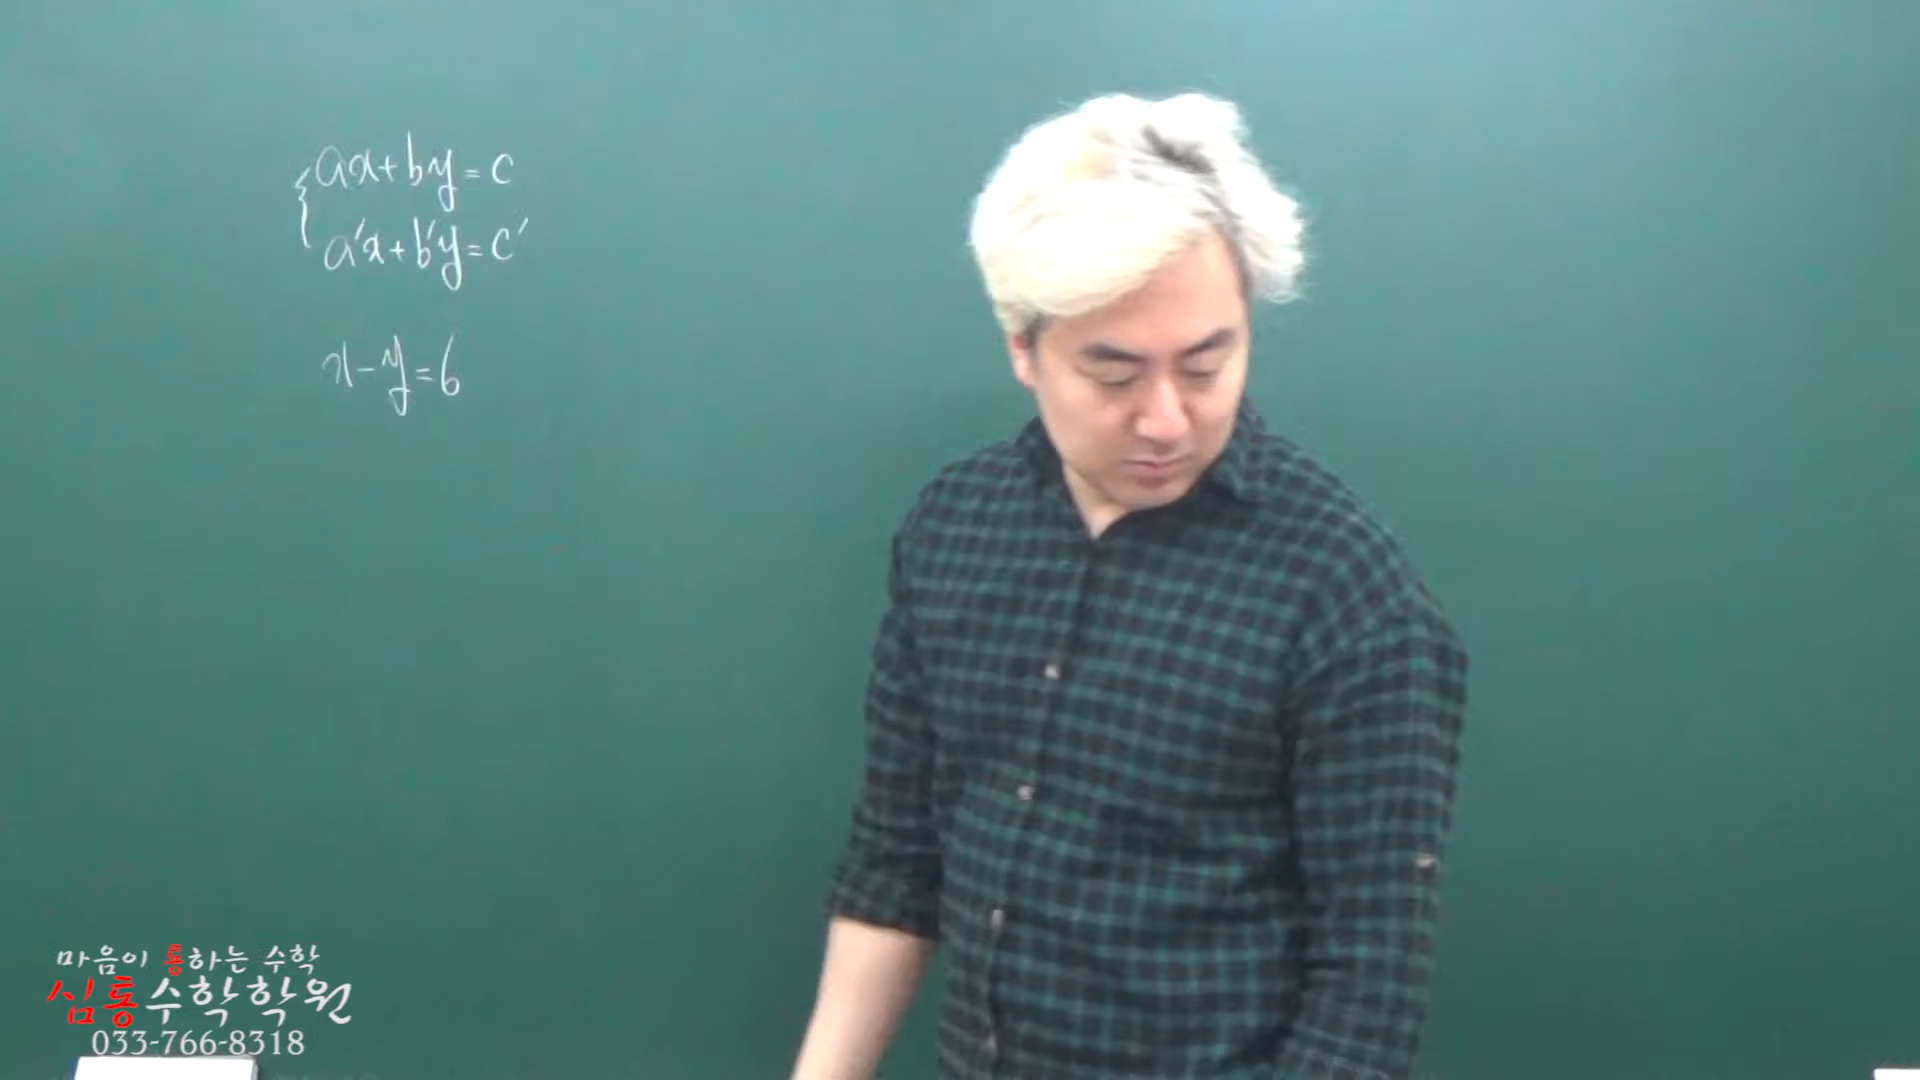 ax+by=c
a'x+b'y=c'
x-y=6
마음이 통하는 수학
심통수학학원
033-766-8318